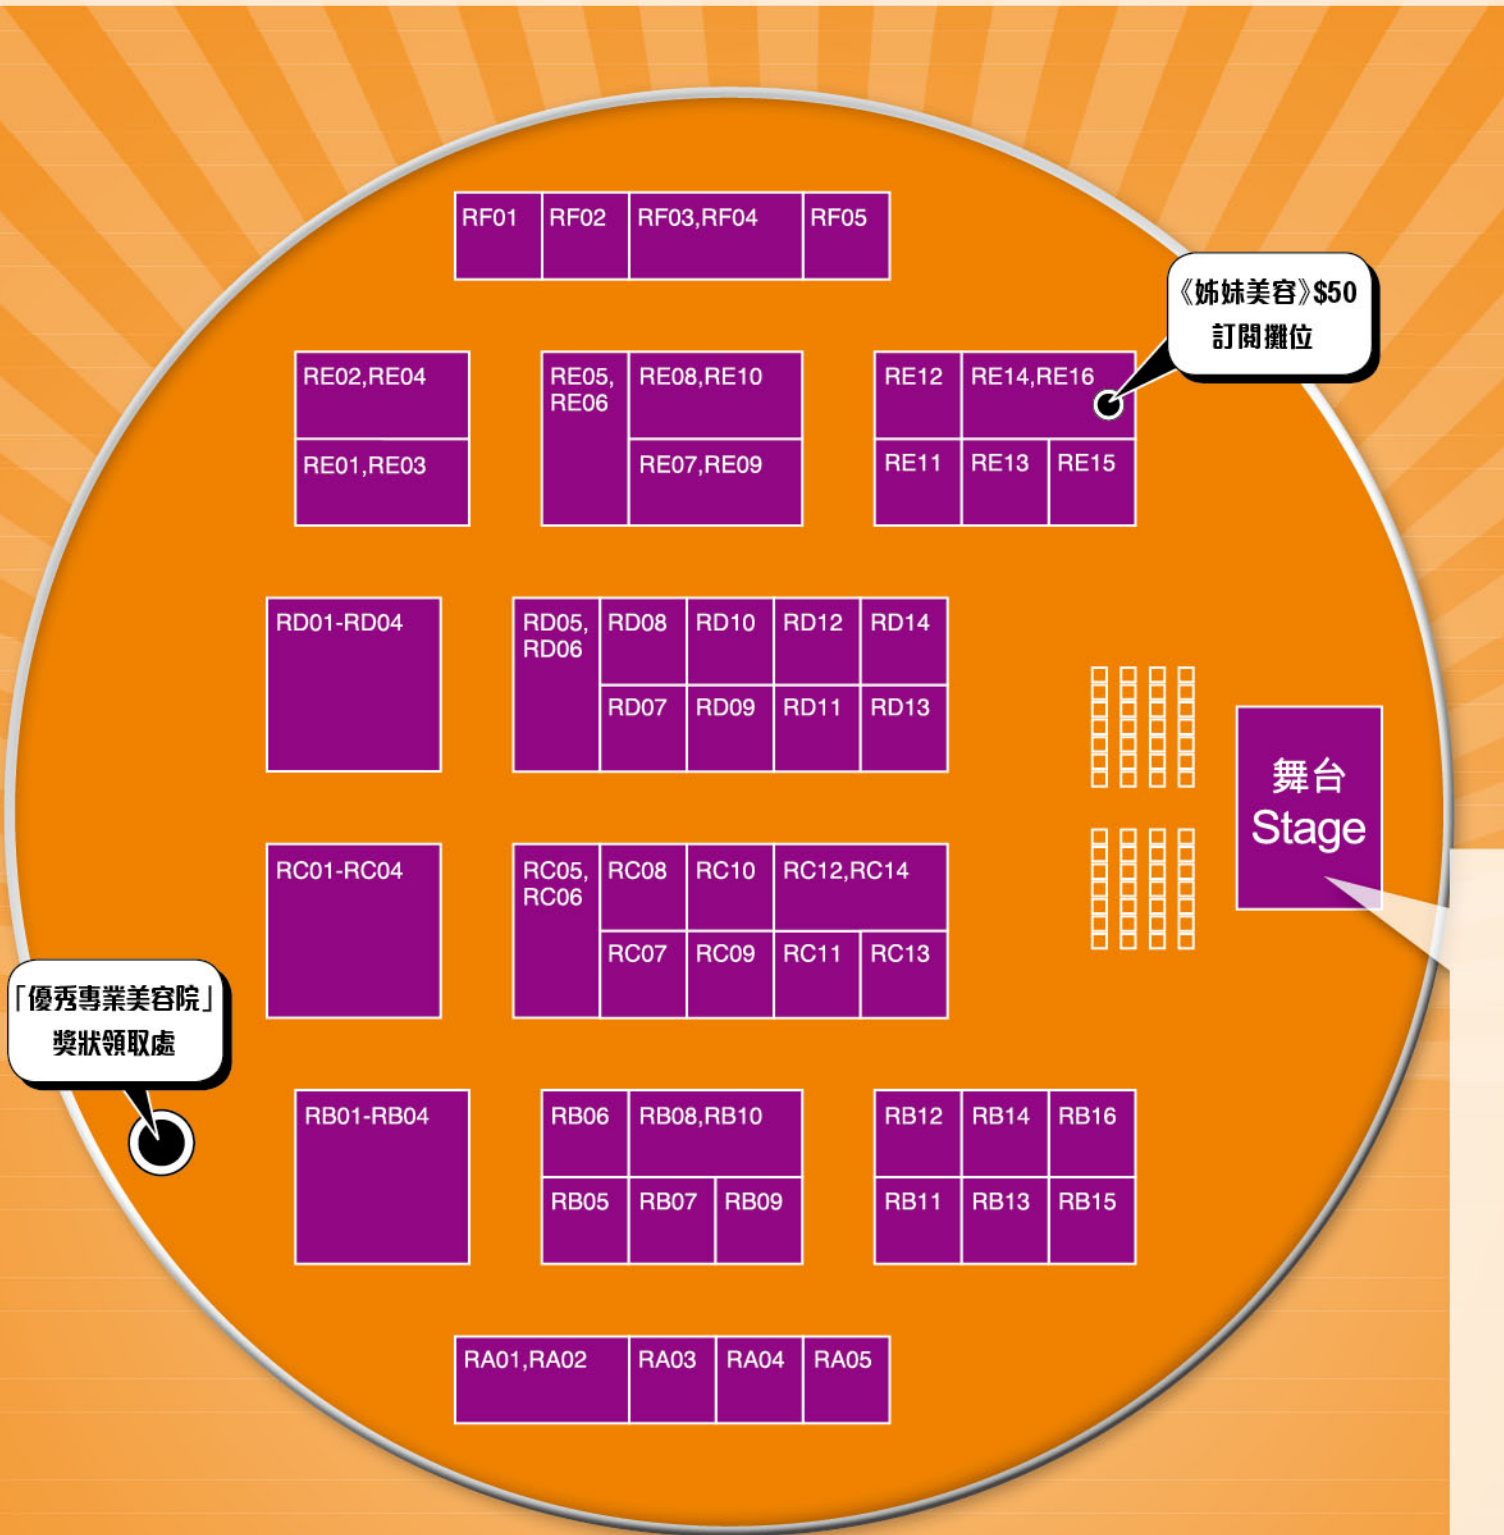 RF01
RF02
RF03,RF04
RF05
《姊妹美容》$50
訂閱攤位
RE02,RE04
RE05,
RE06
RE08,RE10
RE12
RE14,RE16
RE01,RE03
RE07,RE09
RE11
RE13
RE15
RD01-RD04
RD05,
RD06
RD08
RD10
RD12
RD14
RD07
RD09
RD11
RD13
舞台
Stage
RC01-RC04
RC05,
RC06
RC08
RC10
RC12,RC14
RC07
RC09
RC11
RC13
「優秀專業美容院」
獎狀領取處
RB01-RB04
RB06
RB08,RB10
RB12
RB14
RB16
RB05
RB07
RB09
RB11
RB13
RB15
RA01,RA02
RA03
RA04
RA05